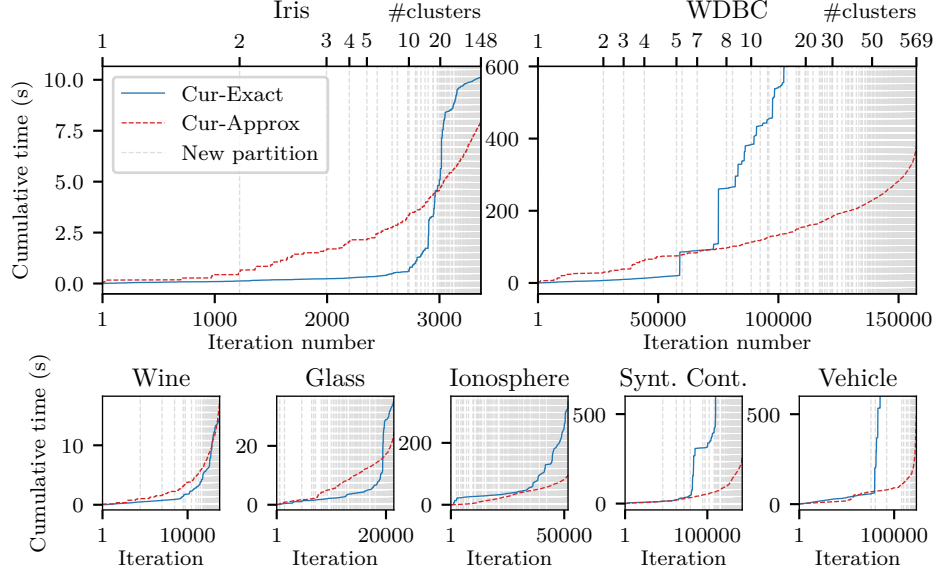 Iris #clusters WDBC #clusters
1 2 3 4 5 10 20 148 1 2 3 4 5 6 7 8 10 20 30 50 569
10.0 600
Cur-Exact
7.5 Cur-Approx
New partition 400
5.0
200
2.5
0.0 0
Cumulative time (s)
1 1000 2000 3000 1 50000 100000 150000
Iteration number Iteration number
Wine Glass Ionosphere Synt. Cont. Vehicle
10 20 200 500 500
0 0 0 0 0
Cumulative time (s)
1 10000 1 20000 1 50000 1 100000 1 100000
Iteration Iteration Iteration Iteration Iteration